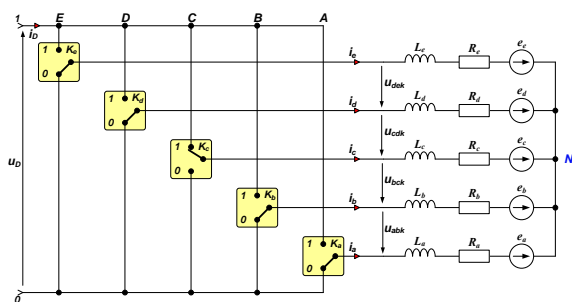 1 E D C B A
i_D
1 K_e 0 i_e L_e R_e e_e
u_dek
1 K_d 0 i_d L_d R_d e_d
u_cdk
u_D 1 K_c 0 i_c L_c R_c e_c N
u_bck
1 K_b 0 i_b L_b R_b e_b
u_abk
1 K_a 0 i_a L_a R_a e_a
0